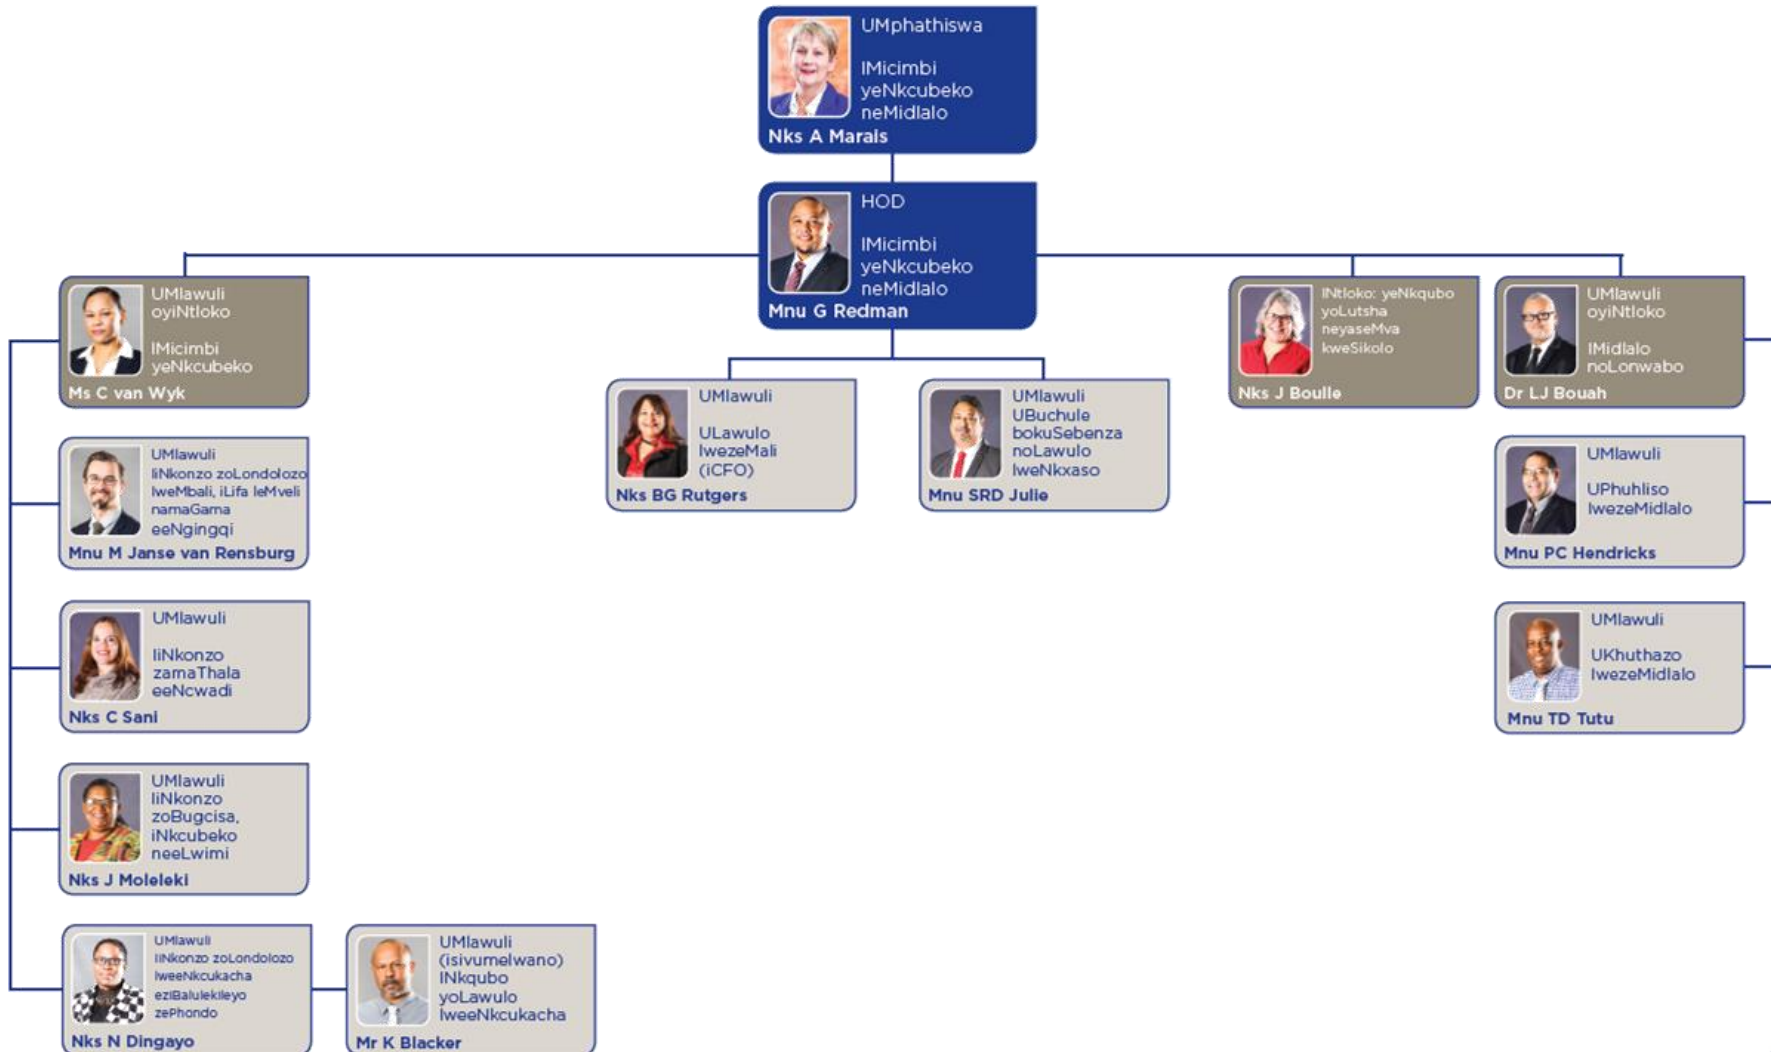 UMphathiswa
IMicimbi
yeNkcubeko
neMidlalo
Nks A Marais
HOD
IMicimbi
yeNkcubeko
neMidlalo
Mnu G Redman
UMlawuli
oyiNtloko
IMicimbi
yeNkcubeko
Ms C van Wyk
INtloko: yeNkqubo
yoLutsha
neyaseMva
kweSikolo
Nks J Boulle
UMlawuli
oyiNtloko
IMidlalo
noLonwabo
Dr LJ Bouah
UMlawuli
ULawulo
lwezeMali
(iCFO)
Nks BG Rutgers
UMlawuli
UBuchule
bokuSebenza
noLawulo
lweNkxaso
Mnu SRD Julie
UMlawuli
IiNkonzo zoLondolozo
lweMbali, iLifa leMveli
namaGama
eeNgingqi
Mnu M Janse van Rensburg
UMlawuli
UPhuhliso
lwezeMidlalo
Mnu PC Hendricks
UMlawuli
IiNkonzo
zamaThala
eeNcwadi
Nks C Sani
UMlawuli
UKhuthazo
lwezeMidlalo
Mnu TD Tutu
UMlawuli
IiNkonzo
zoBugcisa,
iNkcubeko
neeLwimi
Nks J Moleleki
UMlawuli
IiNkonzo zoLondolozo
lweeNkcukacha
eziBalulekileyo
zePhondo
Nks N Dingayo
UMlawuli
(isivumelwano)
INkqubo
yoLawulo
lweeNkcukacha
Mr K Blacker